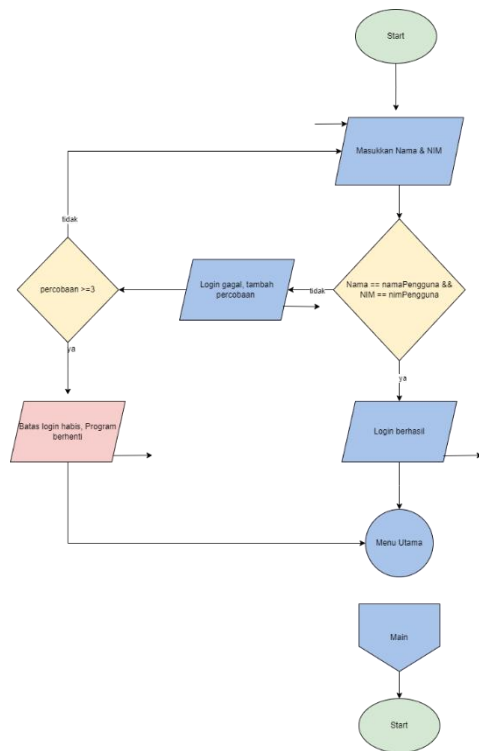 Start
Masukkan Nama & NIM
tidak
percobaan >=3
Login gagal, tambah
percobaan
tidak
Nama == namaPengguna &&
NIM == nimPengguna
ya
ya
Batas login habis, Program
berhenti
Login berhasil
Menu Utama
Main
Start